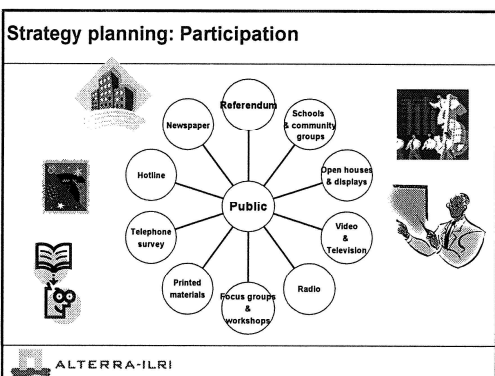 Strategy planning: Participation
Referendum
Schools
& community
groups
Open houses
& displays
Video
&
Television
Radio
Focus groups
&
workshops
Printed
materials
Telephone
survey
Hotline
Newspaper
Public
ALTERRA-ILRI